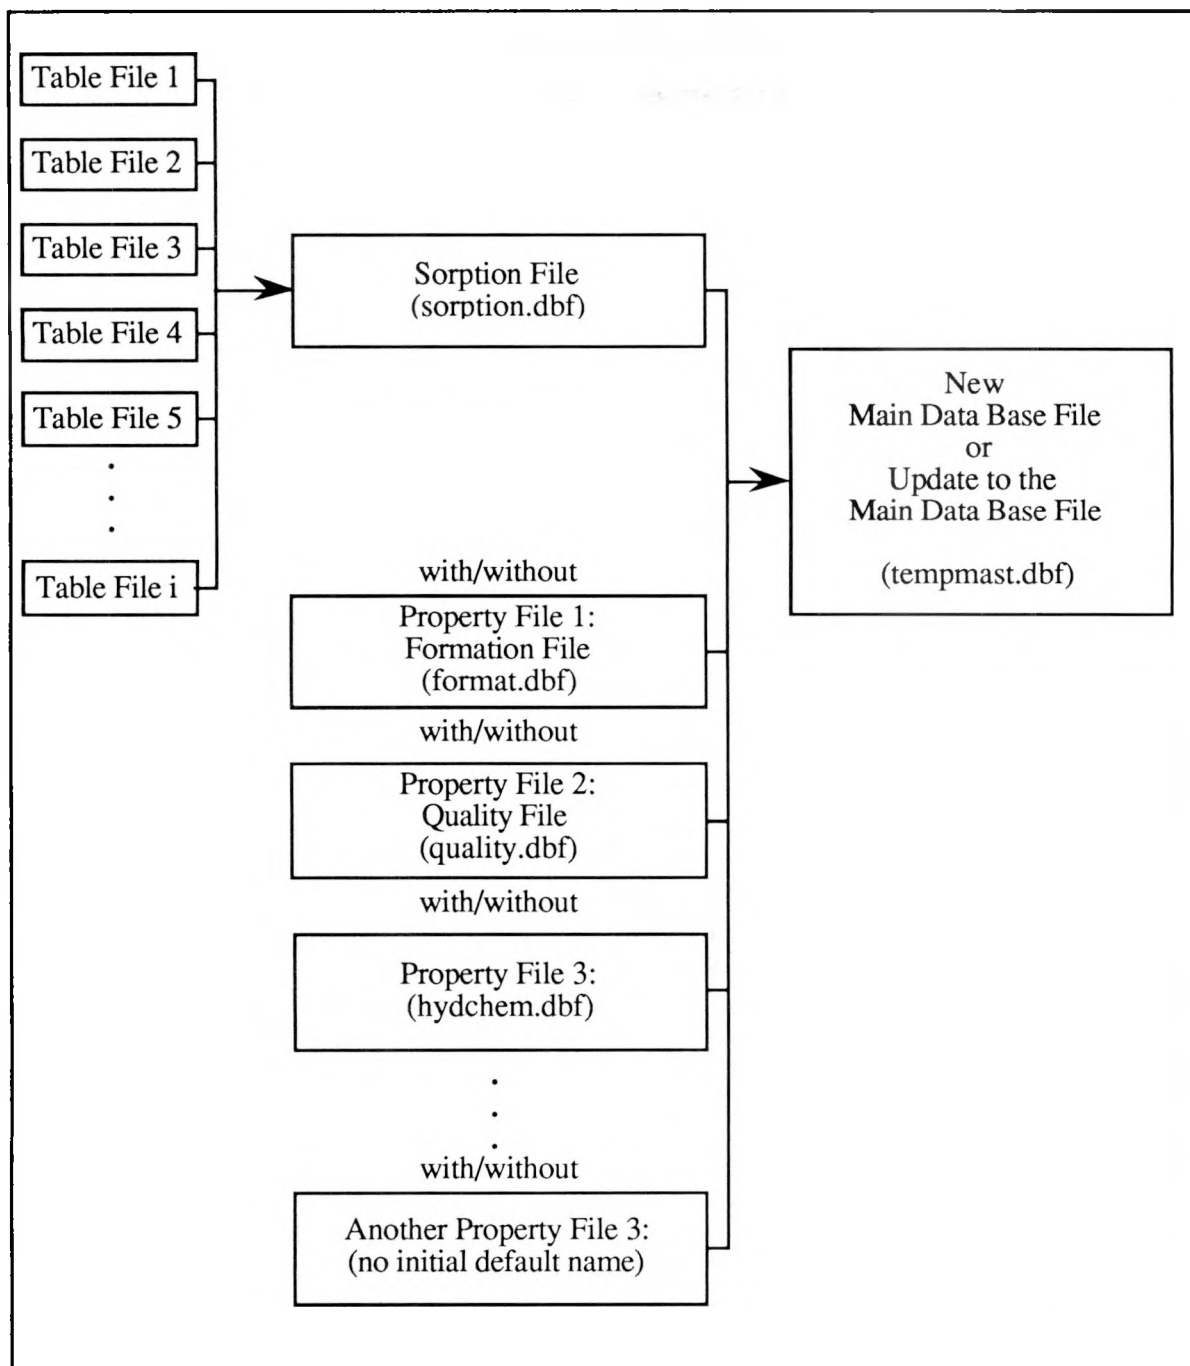 Table File 1
Table File 2
Table File 3
Table File 4
Table File 5
.
.
.
Table File i
Sorption File
(sorption.dbf)
with/without
Property File 1:
Formation File
(format.dbf)
with/without
Property File 2:
Quality File
(quality.dbf)
with/without
Property File 3:
(hydchem.dbf)
.
.
.
with/without
Another Property File 3:
(no initial default name)
New
Main Data Base File
or
Update to the
Main Data Base File
(tempmast.dbf)